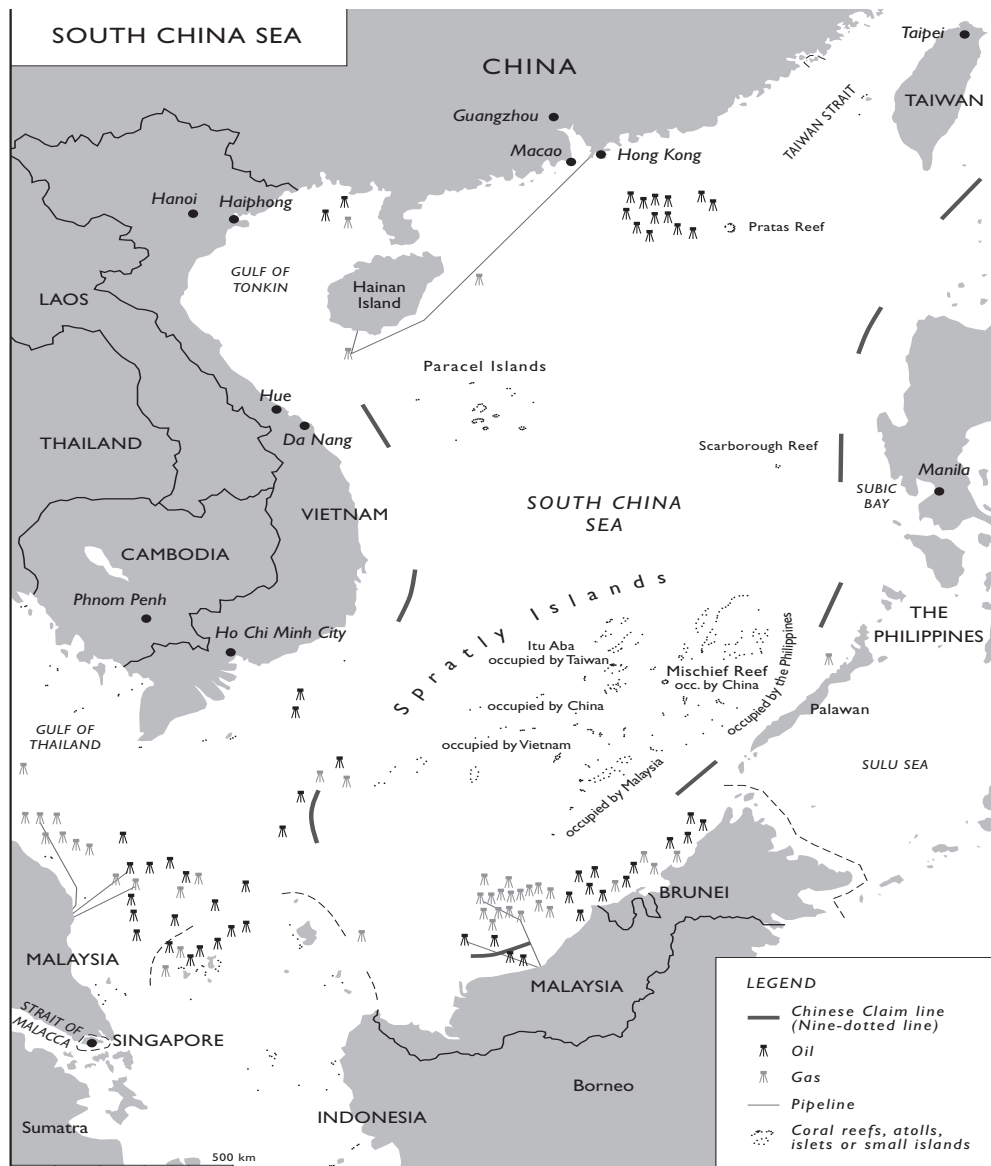 SOUTH CHINA SEA
Taipei
CHINA
TAIWAN
Guangzhou
TAIWAN STRAIT
Macao
Hong Kong
Hanoi
Haiphong
Pratas Reef
GULF OF
TONKIN
Hainan
Island
LAOS
Paracel Islands
Hue
Da Nang
THAILAND
Scarborough Reef
Manila
SUBIC
BAY
SOUTH CHINA
SEA
VIETNAM
CAMBODIA
Phnom Penh
Ho Chi Minh City
Spratly Islands
THE
PHILIPPINES
Itu Aba
occupied by Taiwan
Mischief Reef
occ. by China
occupied by the Philippines
occupied by China
Palawan
GULF OF
THAILAND
occupied by Vietnam
occupied by Malaysia
SULU SEA
BRUNEI
MALAYSIA
MALAYSIA
STRAIT OF
MALACCA
SINGAPORE
Borneo
INDONESIA
Sumatra
500 km
LEGEND
Chinese Claim line
(Nine-dotted line)
Oil
Gas
Pipeline
Coral reefs, atolls,
islets or small islands